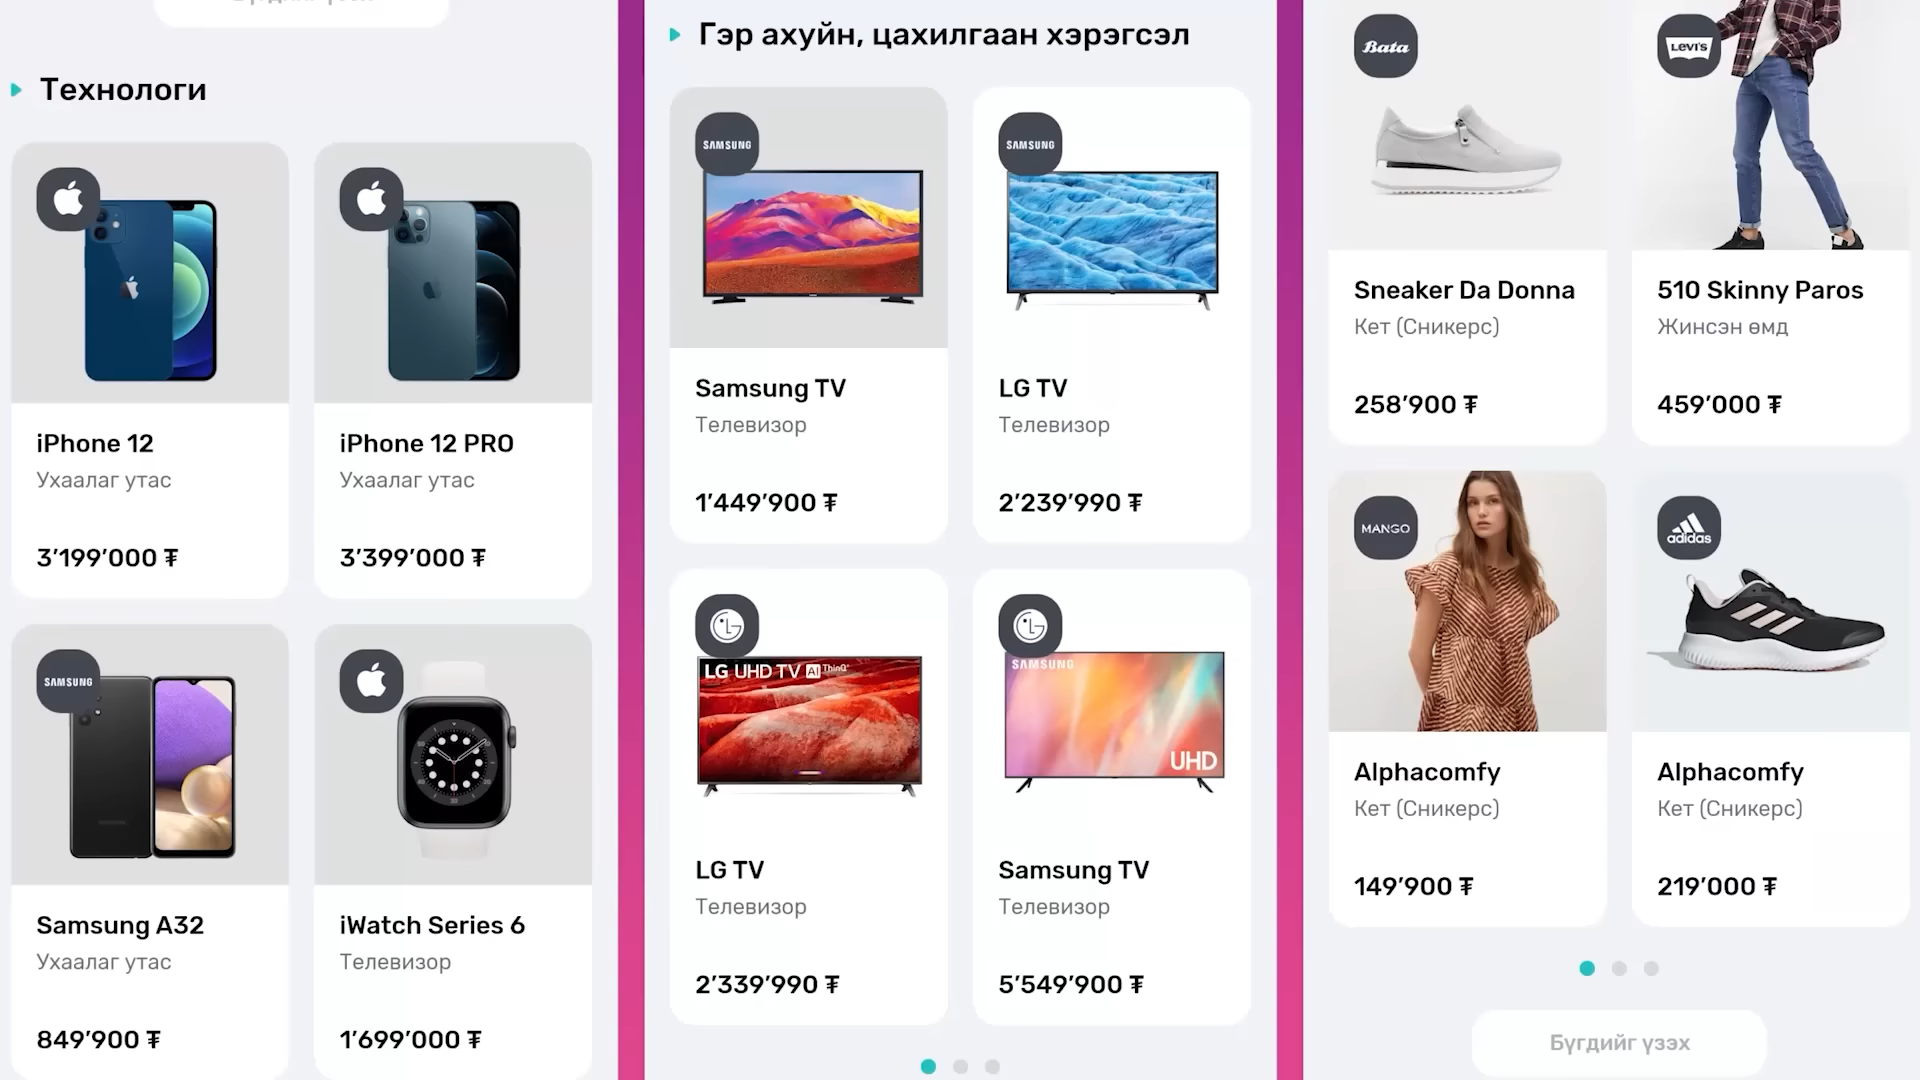 Технологи
iPhone 12
Ухаалаг утас
3'199'000 ₮
iPhone 12 PRO
Ухаалаг утас
3'399'000 ₮
SAMSUNG
Samsung A32
Ухаалаг утас
849'900 ₮
iWatch Series 6
Телевизор
1'699'000 ₮
Гэр ахуйн, цахилгаан хэрэгсэл
SAMSUNG
Samsung TV
Телевизор
1'449'900 ₮
SAMSUNG
LG TV
Телевизор
2'239'990 ₮
LG
LG UHD TV AI ThinQ
LG TV
Телевизор
2'339'990 ₮
LG
SAMSUNG
UHD
Samsung TV
Телевизор
5'549'900 ₮
Bata
Sneaker Da Donna
Кет (Сникерс)
258'900 ₮
LEVI'S
510 Skinny Paros
Жинсэн өмд
459'000 ₮
MANGO
Alphacomfy
Кет (Сникерс)
149'900 ₮
adidas
Alphacomfy
Кет (Сникерс)
219'000 ₮
Бүгдийг үзэх